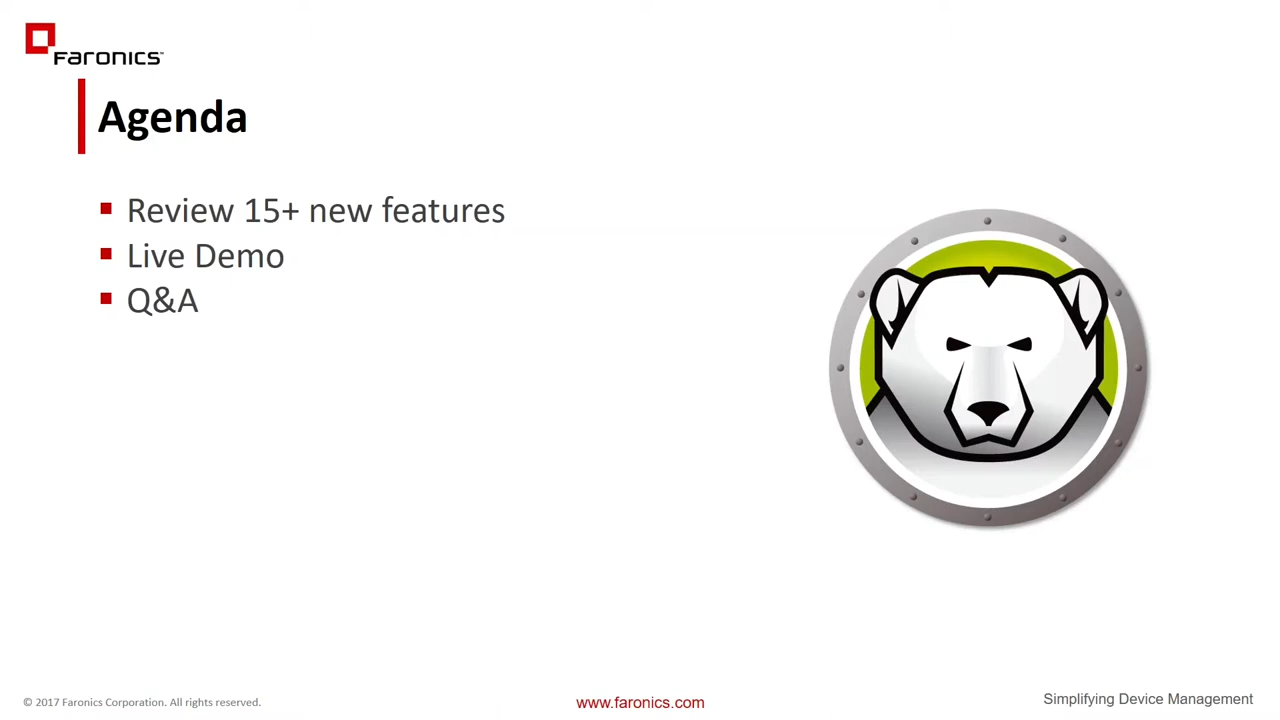 FARONICS™
Agenda
Review 15+ new features
Live Demo
Q&A
© 2017 Faronics Corporation. All rights reserved.
www.faronics.com
Simplifying Device Management